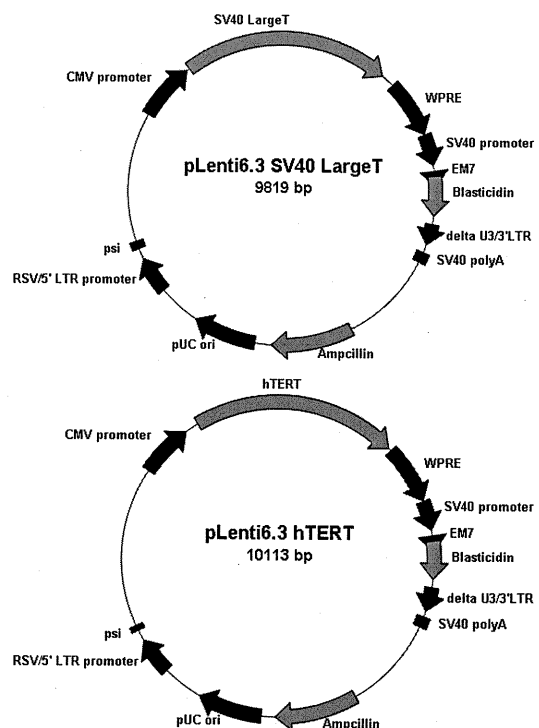 SV40 LargeT
CMV promoter
WPRE
SV40 promoter
pLenti6.3 SV40 LargeT
9819 bp
EM7
Blasticidin
delta U3/3'LTR
psi
SV40 polyA
RSV/5' LTR promoter
pUC ori
Ampcillin
hTERT
CMV promoter
WPRE
SV40 promoter
pLenti6.3 hTERT
10113 bp
EM7
Blasticidin
delta U3/3'LTR
SV40 polyA
psi
RSV/5' LTR promoter
pUC ori
Ampcillin